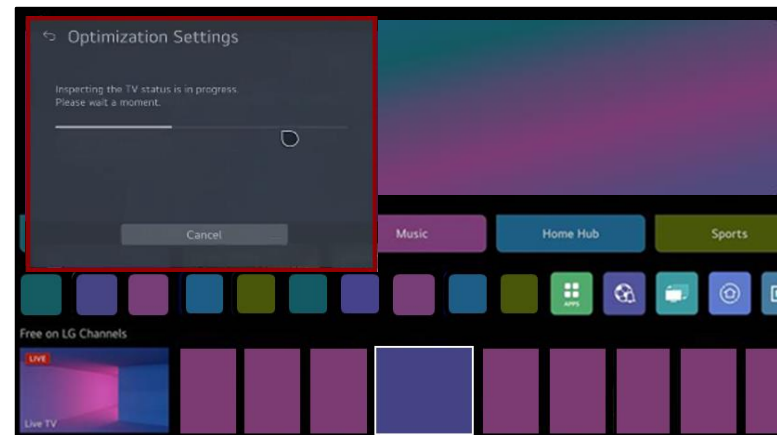 Optimization Settings
Inspecting the TV status is in progress.
Please wait a moment.
Cancel
Music
Home Hub
Sports
APPS
Free on LG Channels
LIVE
Live TV